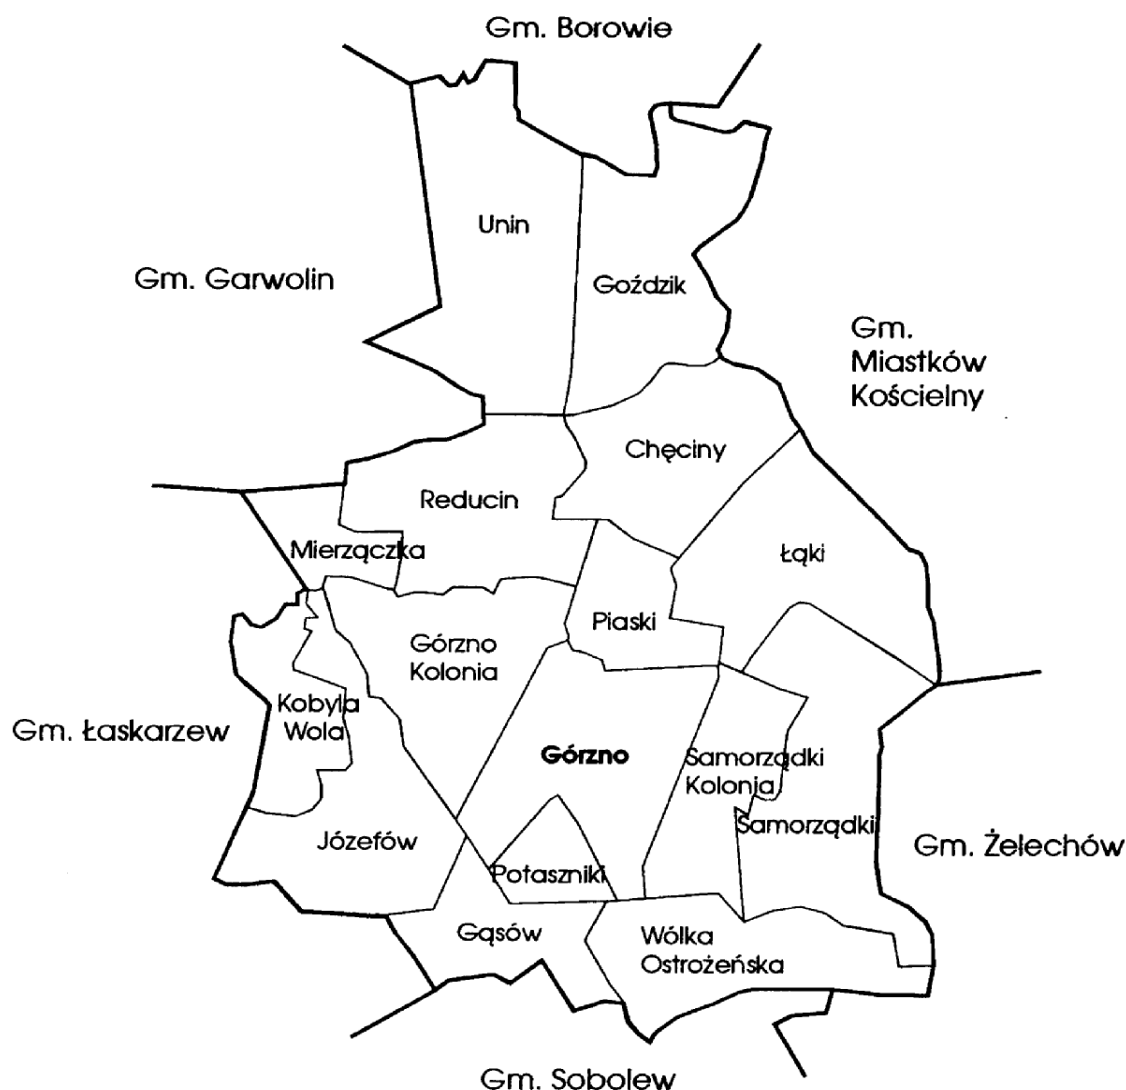 Gm. Borowie
Unin
Gm. Garwolin
Goździk
Gm.
Miastków
Kościelny
Chęciny
Reducin
Mierzączka
Łąki
Piaski
Górzno
Kolonia
Kobyla
Wola
Gm. Łaskarzew
Górzno
Samorządki
Kolonia
Samorządki
Józefów
Gm. Żelechów
Potaszniki
Gąsów
Wólka
Ostrożeńska
Gm. Sobolew